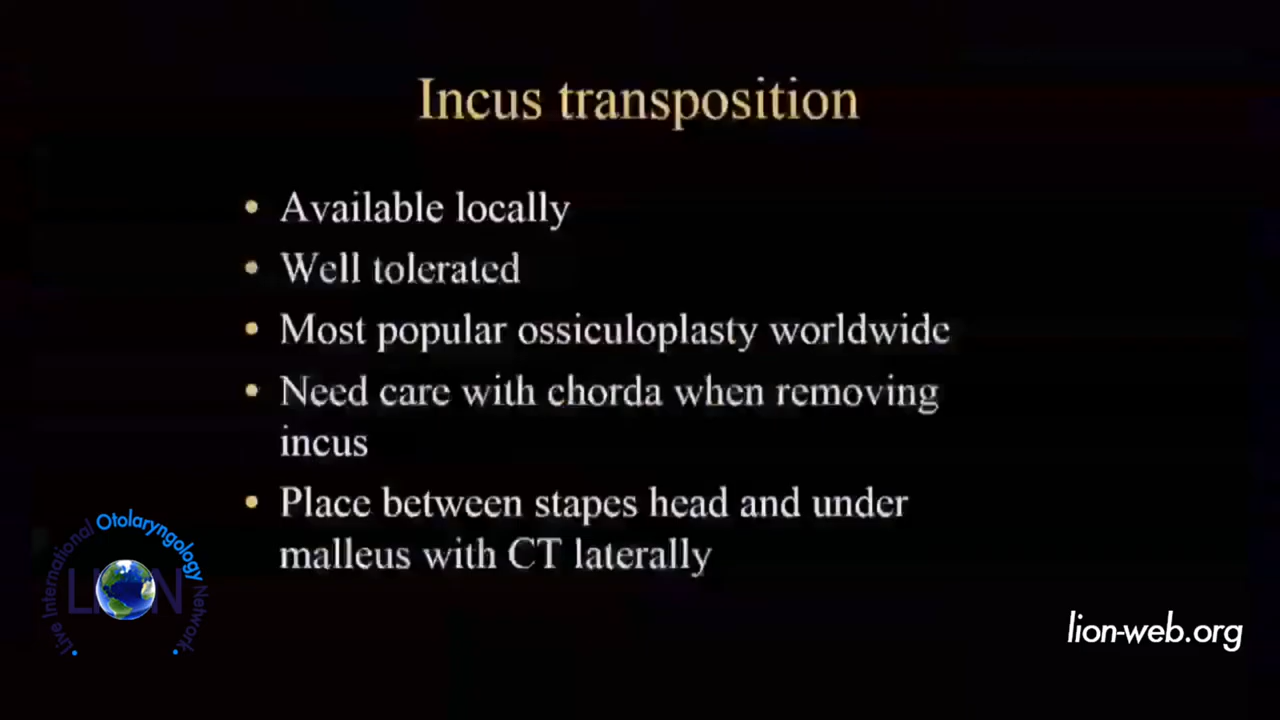 Incus transposition
• Available locally
• Well tolerated
• Most popular ossiculoplasty worldwide
• Need care with chorda when removing
incus
• Place between stapes head and under
malleus with CT laterally
Live International Otolaryngology Network
LION
lion-web.org